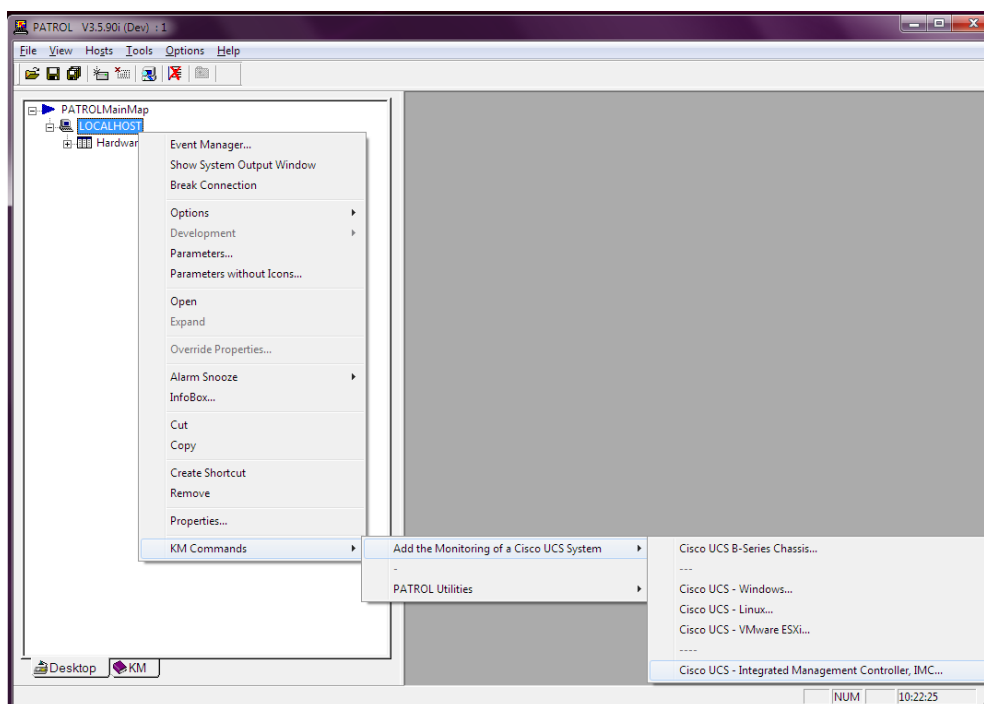 PATROL V3.5.90i (Dev) : 1
File View Hosts Tools Options Help
PATROLMainMap
LOCALHOST
Hardwar
Event Manager...
Show System Output Window
Break Connection
Options
Development
Parameters...
Parameters without Icons...
Open
Expand
Override Properties...
Alarm Snooze
InfoBox...
Cut
Copy
Create Shortcut
Remove
Properties...
KM Commands
Add the Monitoring of a Cisco UCS System
-
PATROL Utilities
Cisco UCS B-Series Chassis...
---
Cisco UCS - Windows...
Cisco UCS - Linux...
Cisco UCS - VMware ESXi...
----
Cisco UCS - Integrated Management Controller, IMC...
Desktop KM
NUM 10:22:25